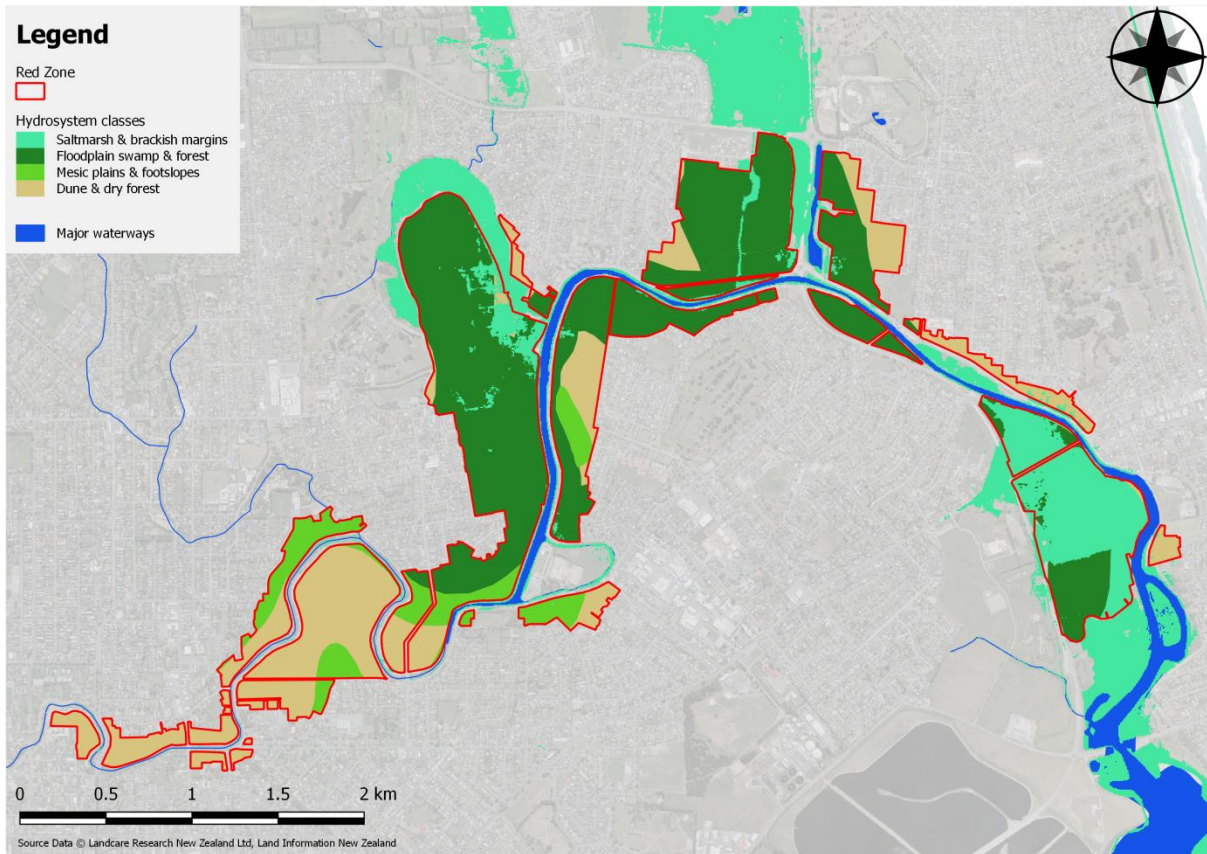 Legend
Red Zone
Hydrosystem classes
Saltmarsh & brackish margins
Floodplain swamp & forest
Mesic plains & footslopes
Dune & dry forest
Major waterways
0 0.5 1 1.5 2 km
Source Data © Landcare Research New Zealand Ltd, Land Information New Zealand